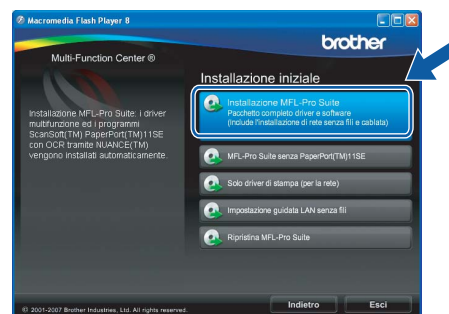 Macromedia Flash Player 8
brother
Multi-Function Center ®
Installazione iniziale
Installazione MFL-Pro Suite: i driver
multifunzione ed i programmi
ScanSoft(TM) PaperPort(TM)11SE
con OCR tramite NUANCE(TM)
vengono installati automaticamente.
Installazione MFL-Pro Suite
Pacchetto completo driver e software
(include l'installazione di rete senza fili e cablata)
MFL-Pro Suite senza PaperPort(TM)11SE
Solo driver di stampa (per la rete)
Impostazione guidata LAN senza fili
Ripristina MFL-Pro Suite
© 2001-2007 Brother Industries, Ltd. All rights reserved.
Indietro
Esci